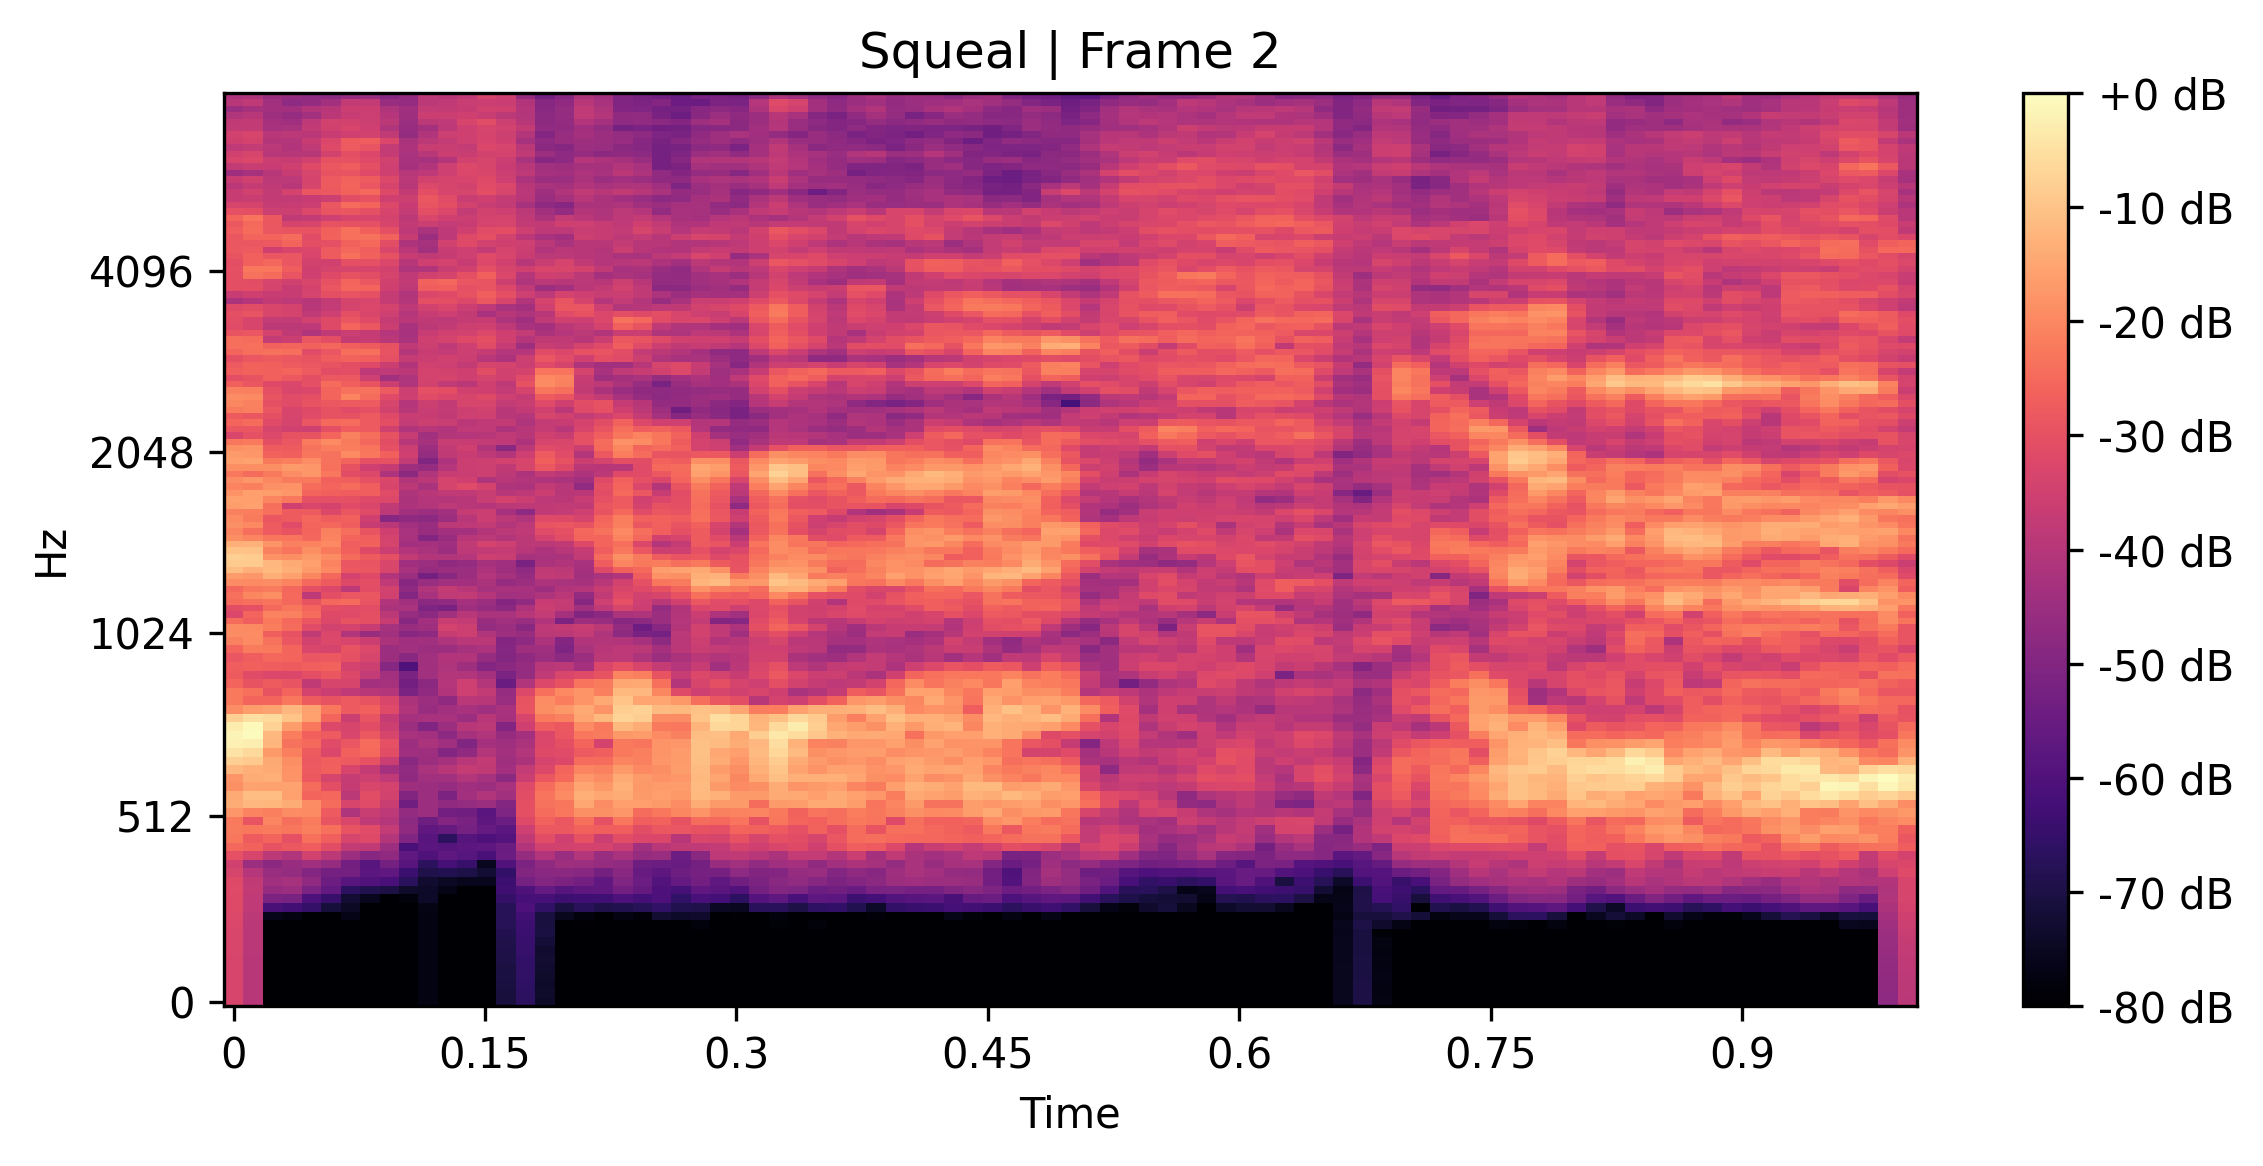 Squeal | Frame 2
Hz
4096
2048
1024
512
0
0 0.15 0.3 0.45 0.6 0.75 0.9
Time
+0 dB
-10 dB
-20 dB
-30 dB
-40 dB
-50 dB
-60 dB
-70 dB
-80 dB